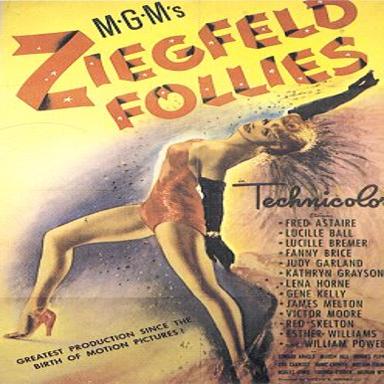 M-G-M's
ZIEGFELD
FOLLIES
Technicolor
FRED ASTAIRE
LUCILLE BALL
LUCILLE BREMER
FANNY BRICE
JUDY GARLAND
KATHRYN GRAYSON
LENA HORNE
GENE KELLY
JAMES MELTON
VICTOR MOORE
RED SKELTON
ESTHER WILLIAMS
WILLIAM POWE
GREATEST PRODUCTION SINCE THE
BIRTH OF MOTION PICTURES!